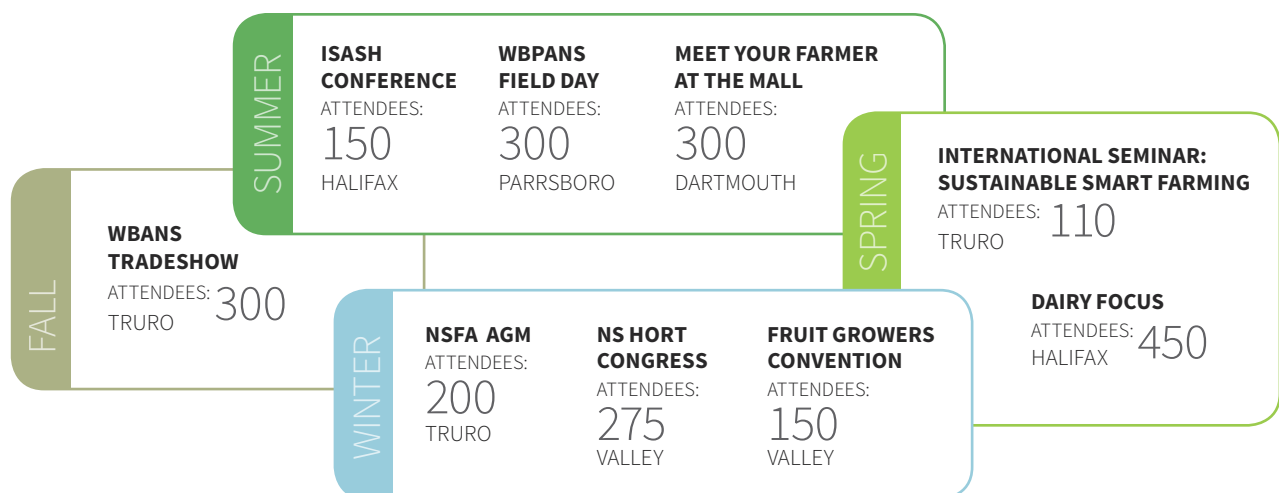 SUMMER
ISASH
CONFERENCE
ATTENDEES:
150
HALIFAX
WBPANS
FIELD DAY
ATTENDEES:
300
PARRSBORO
MEET YOUR FARMER
AT THE MALL
ATTENDEES:
300
DARTMOUTH
SPRING
INTERNATIONAL SEMINAR:
SUSTAINABLE SMART FARMING
ATTENDEES: 110
TRURO
DAIRY FOCUS
ATTENDEES: 450
HALIFAX
FALL
WBANS
TRADESHOW
ATTENDEES: 300
TRURO
WINTER
NSFA AGM
ATTENDEES:
200
TRURO
NS HORT
CONGRESS
ATTENDEES:
275
VALLEY
FRUIT GROWERS
CONVENTION
ATTENDEES:
150
VALLEY